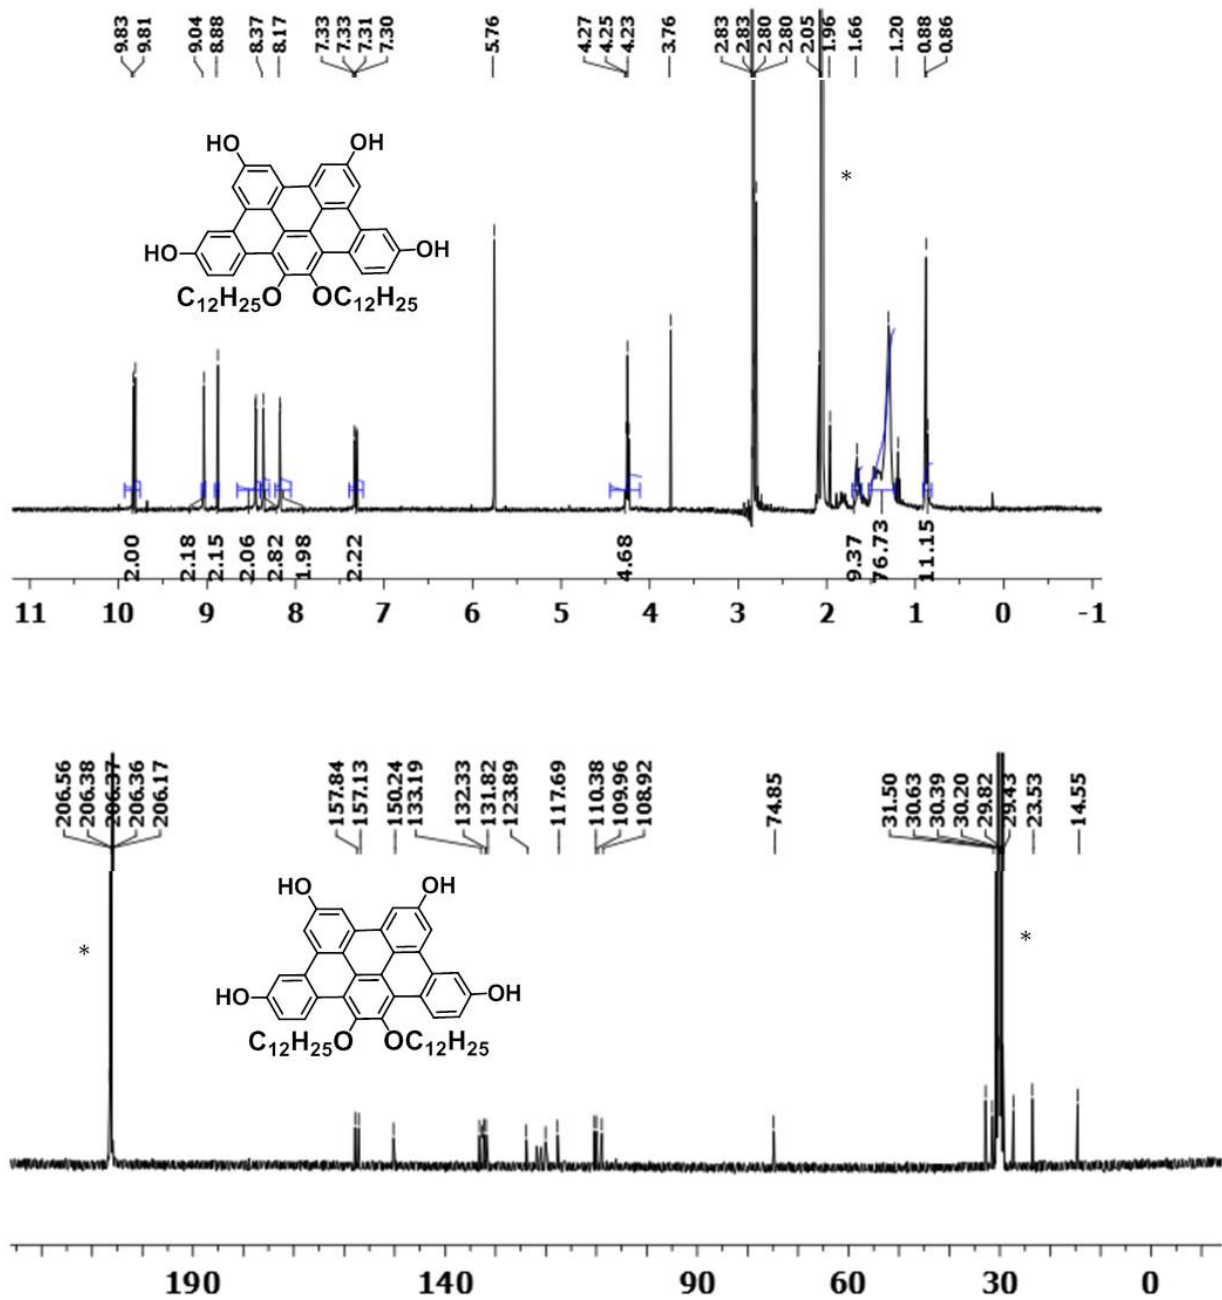 9.83 9.81 9.04 8.88 8.37 8.17 7.33 7.33 7.31 7.30 5.76 4.27 4.25 4.23 3.76 2.83 2.83 2.80 2.80 2.05 1.96 1.66 1.20 0.88 0.86
HO OH
*
HO OH
C12H25O OC12H25
2.00 2.18 2.15 2.06 2.82 1.98 2.22 4.68 9.37 76.73 11.15
11 10 9 8 7 6 5 4 3 2 1 0 -1
206.56 206.38 206.37 206.36 206.17 157.84 157.13 150.24 133.19 132.33 131.82 123.89 117.69 110.38 109.96 108.92 74.85 31.50 30.63 30.39 30.20 29.82 29.43 23.53 14.55
HO OH
* *
HO OH
C12H25O OC12H25
190 140 90 60 30 0